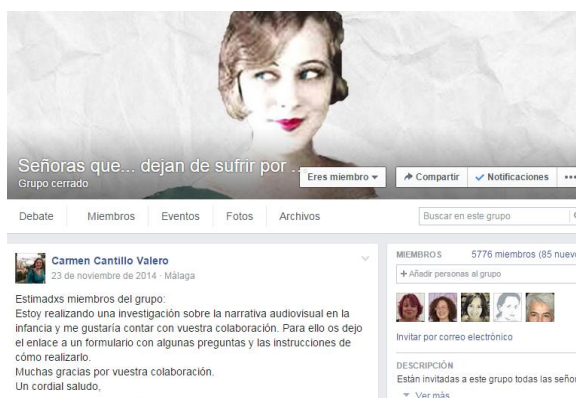 Señoras que... dejan de sufrir por ...
Grupo cerrado
Eres miembro
Compartir
Notificaciones
Debate
Miembros
Eventos
Fotos
Archivos
Buscar en este grupo
Carmen Cantillo Valero
23 de noviembre de 2014 · Málaga
Estimadxs miembros del grupo:
Estoy realizando una investigación sobre la narrativa audiovisual en la
infancia y me gustaría contar con vuestra colaboración. Para ello os dejo
el enlace a un formulario con algunas preguntas y las instrucciones de
cómo realizarlo.
Muchas gracias por vuestra colaboración.
Un cordial saludo,
MIEMBROS 5776 miembros (85 nuevo
+ Añadir personas al grupo
Invitar por correo electrónico
DESCRIPCIÓN
Están invitadas a este grupo todas las señor
Ver más